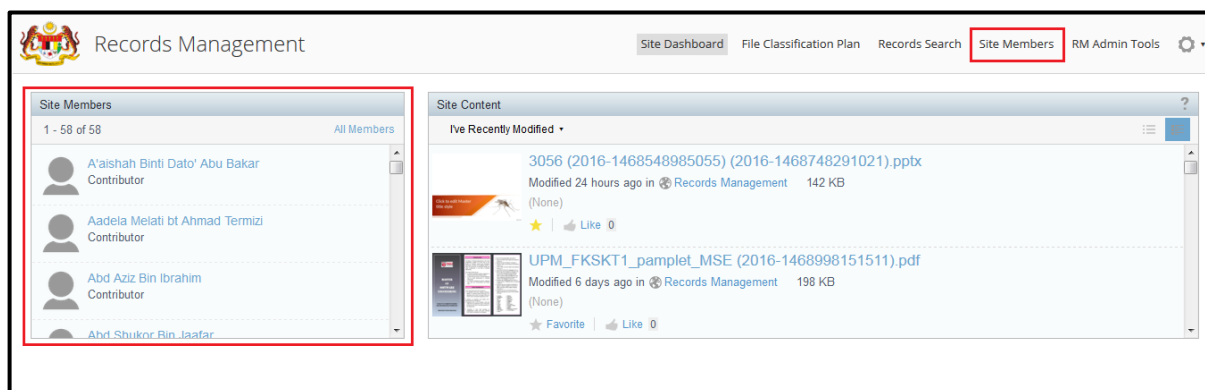 Records Management
Site Dashboard File Classification Plan Records Search Site Members RM Admin Tools
Site Members
1 - 58 of 58 All Members
A'aishah Binti Dato' Abu Bakar
Contributor
Aadela Melati bt Ahmad Termizi
Contributor
Abd Aziz Bin Ibrahim
Contributor
Abd Shukor Bin Jaafar
Site Content ?
I've Recently Modified
3056 (2016-1468548985055) (2016-1468748291021).pptx
Modified 24 hours ago in Records Management 142 KB
(None)
Like 0
UPM_FKSKT1_pamplet_MSE (2016-1468998151511).pdf
Modified 6 days ago in Records Management 198 KB
(None)
Favorite Like 0